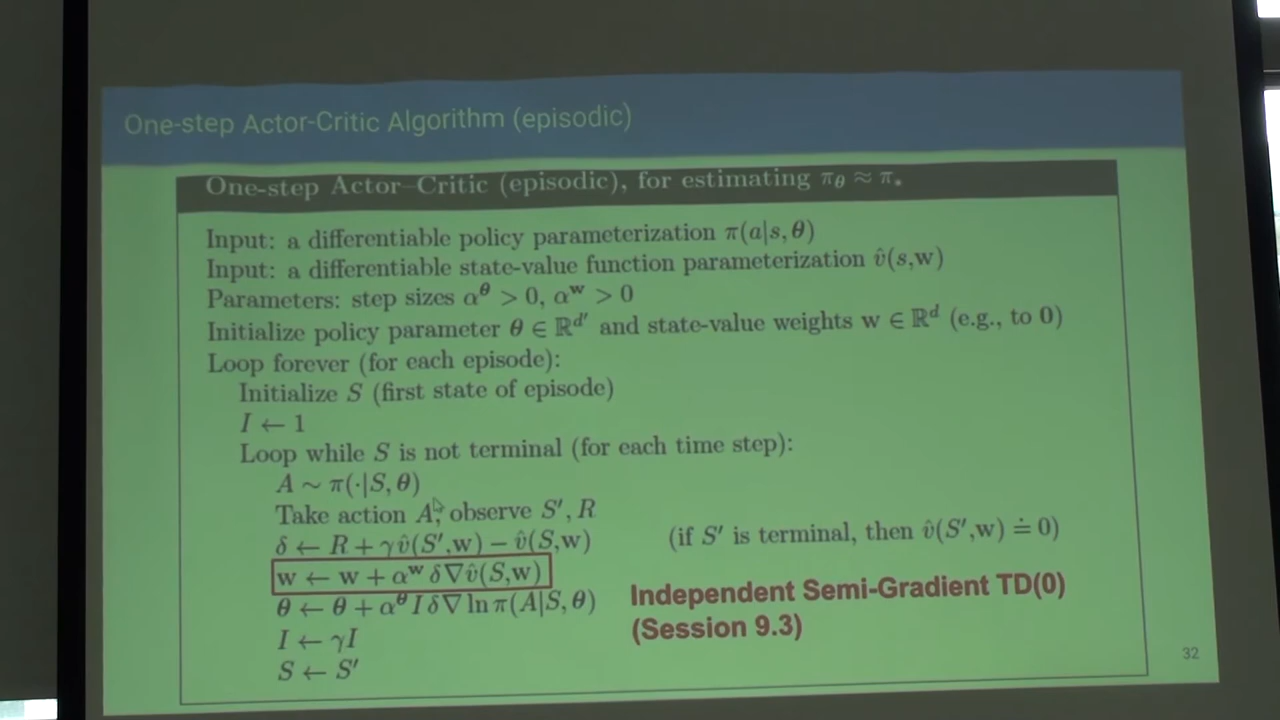 One-step Actor-Critic Algorithm (episodic)
One-step Actor–Critic (episodic), for estimating πθ ≈ π*
Input: a differentiable policy parameterization π(a|s, θ)
Input: a differentiable state-value function parameterization v̂(s,w)
Parameters: step sizes α^θ > 0, α^w > 0
Initialize policy parameter θ ∈ ℝ^d′ and state-value weights w ∈ ℝ^d (e.g., to 0)
Loop forever (for each episode):
Initialize S (first state of episode)
I ← 1
Loop while S is not terminal (for each time step):
A ~ π(·|S, θ)
Take action A, observe S′, R
δ ← R + γv̂(S′,w) − v̂(S,w) (if S′ is terminal, then v̂(S′,w) ≐ 0)
w ← w + α^w δ∇v̂(S,w)
θ ← θ + α^θ I δ∇ ln π(A|S, θ)
Independent Semi-Gradient TD(0)
(Session 9.3)
I ← γI
S ← S′
32